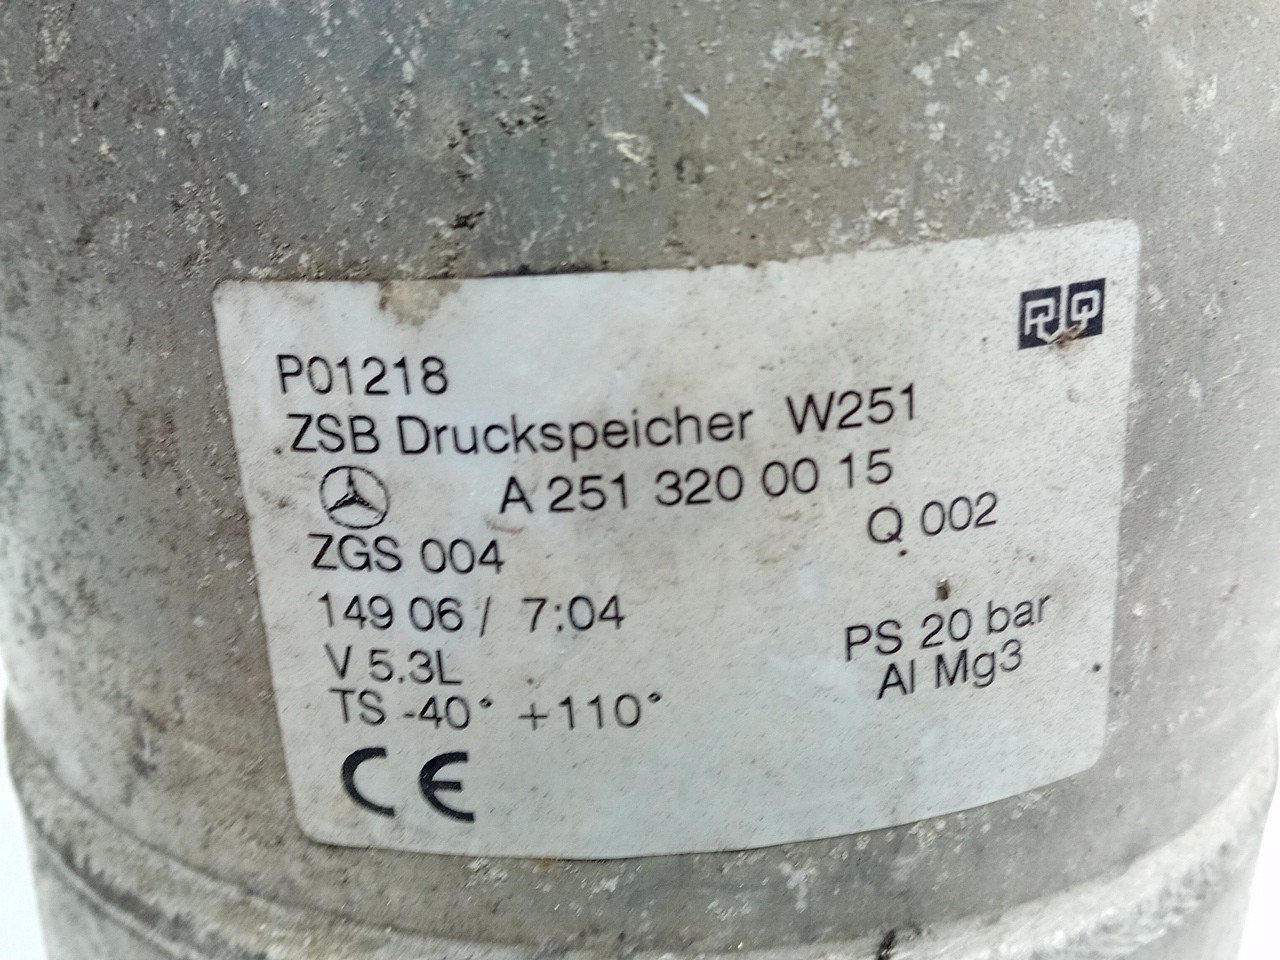 P01218
ZSB Druckspeicher W251
A 251 320 00 15
Q 002
ZGS 004
149 06 / 7:04
PS 20 bar
V 5.3L
Al Mg3
TS -40° +110°
CE